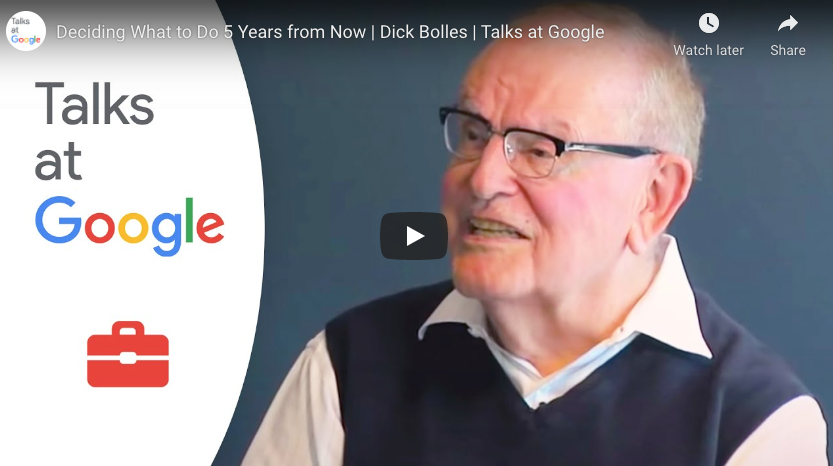 Talks
at
Google
Deciding What to Do 5 Years from Now | Dick Bolles | Talks at Google
Watch later
Share
Talks
at
Google